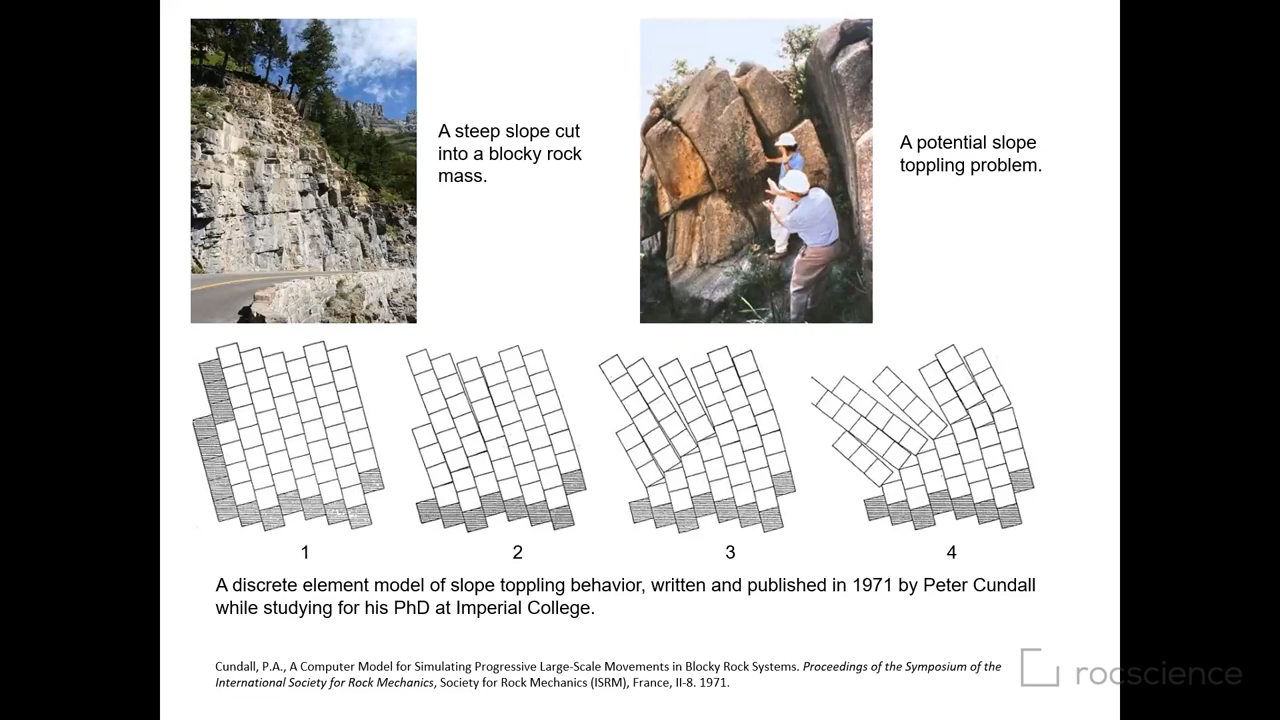 A steep slope cut
into a blocky rock
mass.
A potential slope
toppling problem.
1
2
3
4
A discrete element model of slope toppling behavior, written and published in 1971 by Peter Cundall
while studying for his PhD at Imperial College.
Cundall, P.A., A Computer Model for Simulating Progressive Large-Scale Movements in Blocky Rock Systems. Proceedings of the Symposium of the
International Society for Rock Mechanics, Society for Rock Mechanics (ISRM), France, II-8. 1971.
rocscience